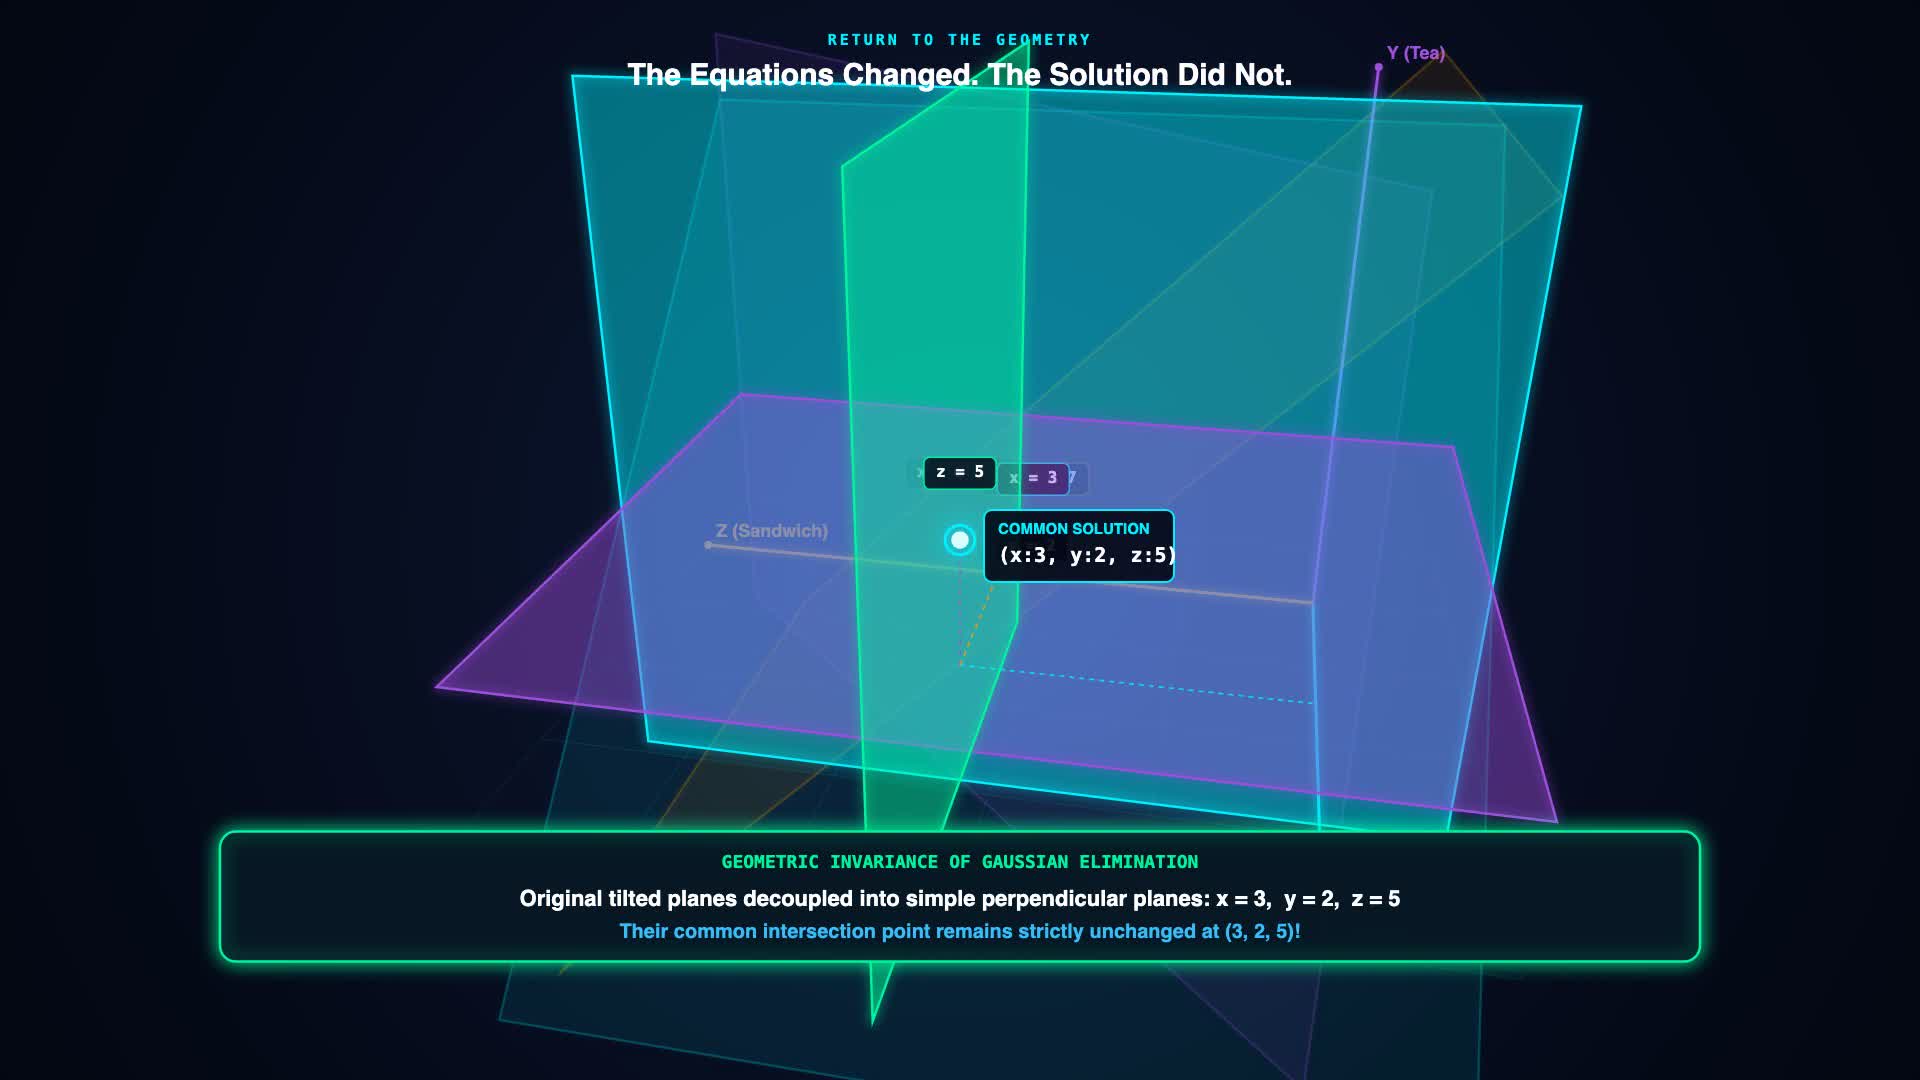 RETURN TO THE GEOMETRY
The Equations Changed. The Solution Did Not.
Y (Tea)
z = 5
x = 3
7
Z (Sandwich)
COMMON SOLUTION
(x:3, y:2, z:5)
GEOMETRIC INVARIANCE OF GAUSSIAN ELIMINATION
Original tilted planes decoupled into simple perpendicular planes: x = 3, y = 2, z = 5
Their common intersection point remains strictly unchanged at (3, 2, 5)!